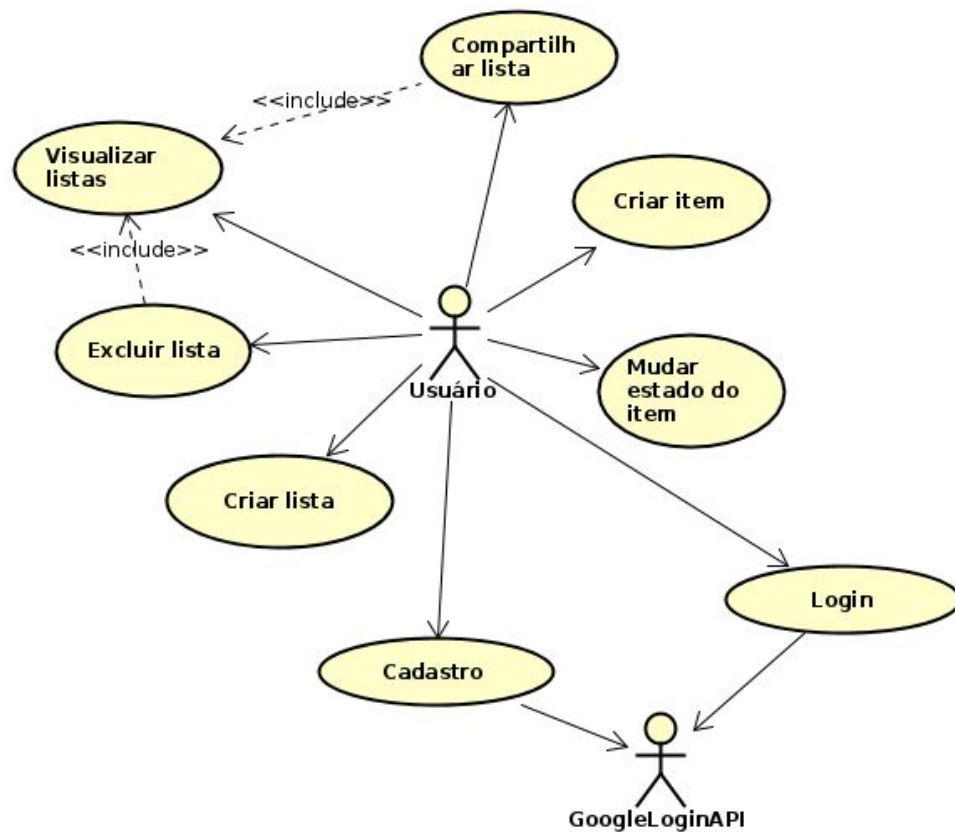 Compartilh
ar lista
<<include>>
Visualizar
listas
Criar item
<<include>>
Excluir lista
Mudar
estado do
item
Usuário
Criar lista
Login
Cadastro
GoogleLoginAPI